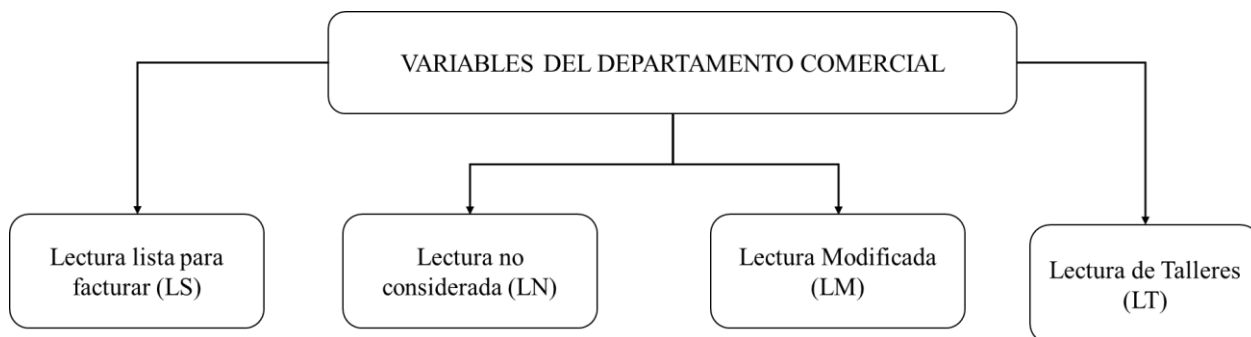 VARIABLES DEL DEPARTAMENTO COMERCIAL
Lectura lista para
facturar (LS)
Lectura no
considerada (LN)
Lectura Modificada
(LM)
Lectura de Talleres
(LT)